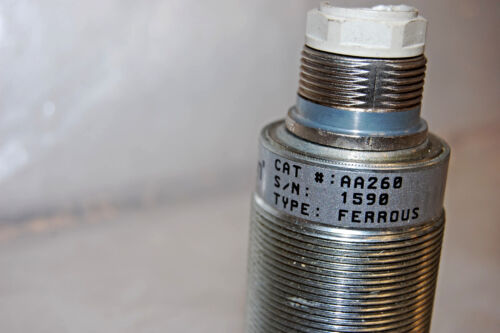 CAT #: AA260
S/N: 1590
TYPE: FERROUS